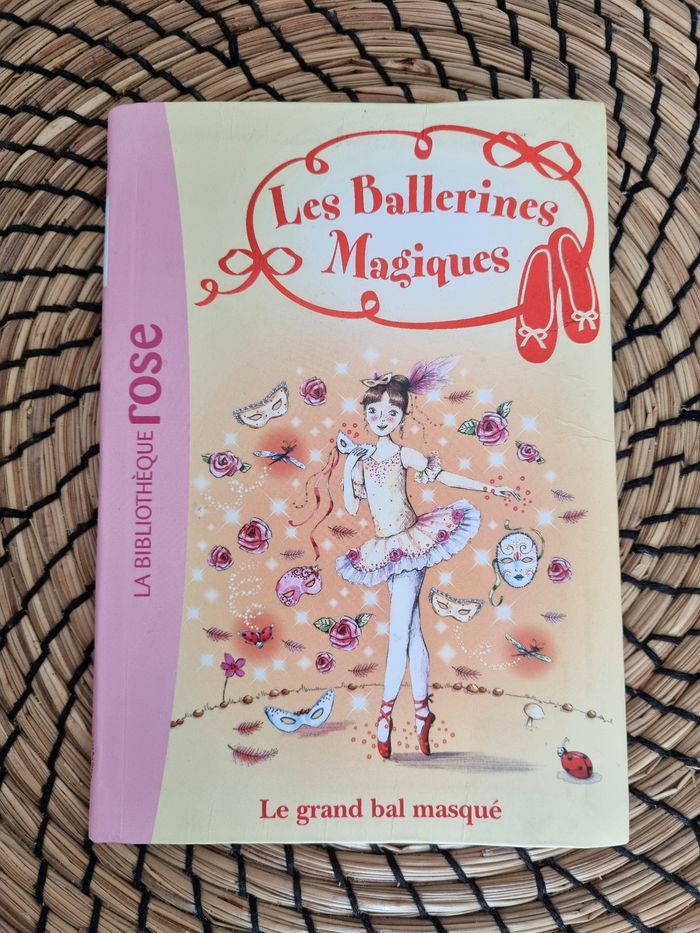 Les Ballerines
Magiques
LA BIBLIOTHÈQUE rose
Le grand bal masqué